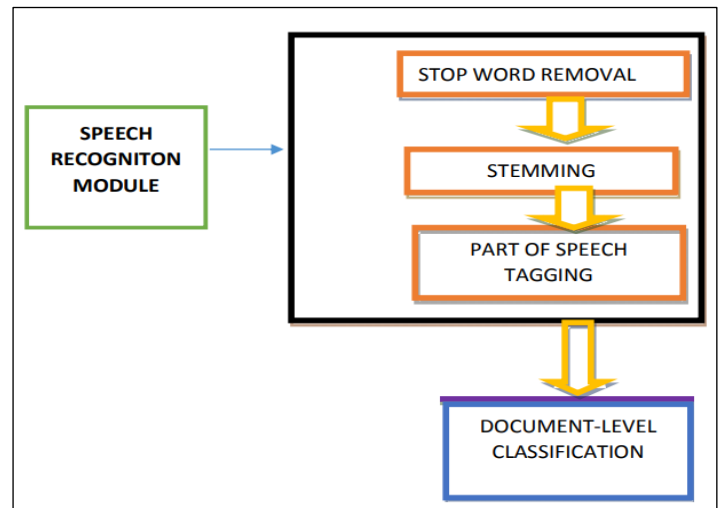 STOP WORD REMOVAL
SPEECH
RECOGNITON
MODULE
STEMMING
PART OF SPEECH
TAGGING
DOCUMENT-LEVEL
CLASSIFICATION